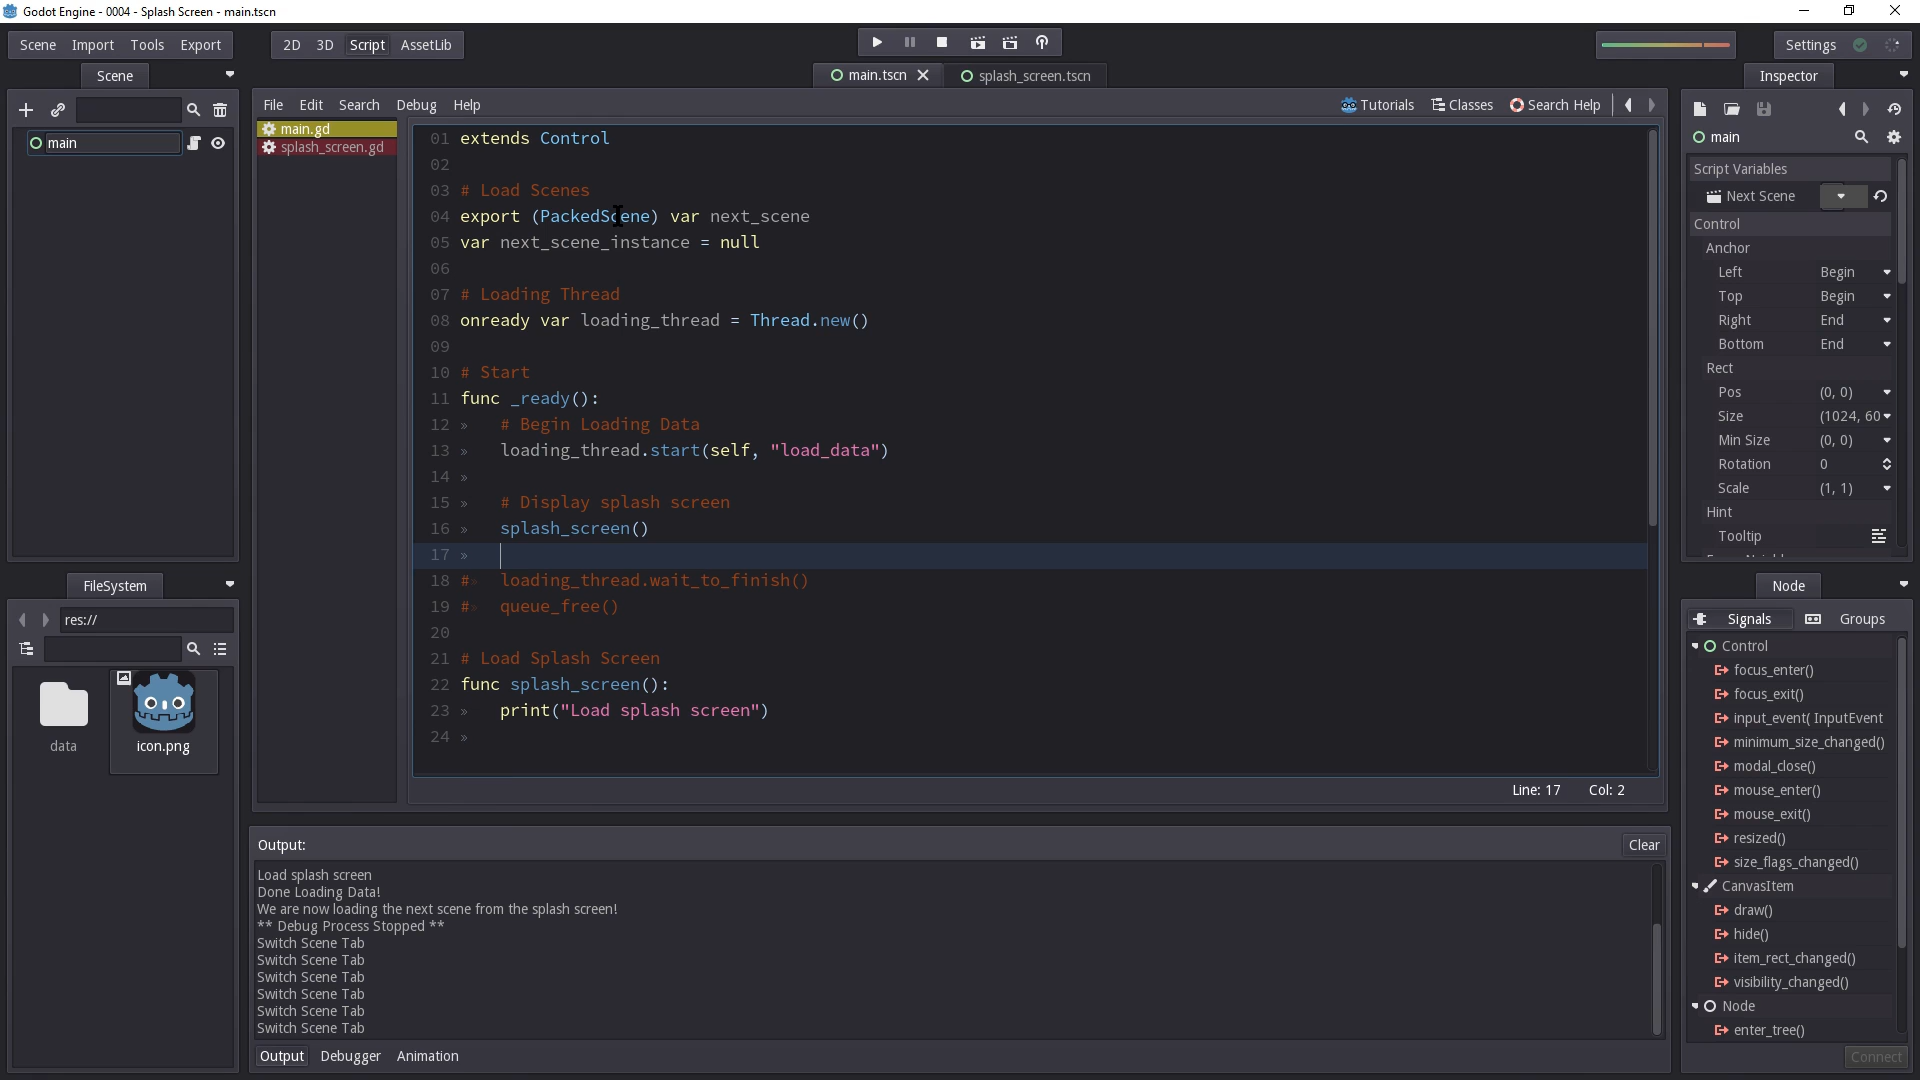 Godot Engine - 0004 - Splash Screen - main.tscn
Scene Import Tools Export
2D 3D Script AssetLib
Settings
Scene
main.tscn splash_screen.tscn
Inspector
File Edit Search Debug Help
Tutorials Classes Search Help
main
main.gd
splash_screen.gd
01 extends Control
02
03 # Load Scenes
04 export (PackedScene) var next_scene
05 var next_scene_instance = null
06
07 # Loading Thread
08 onready var loading_thread = Thread.new()
09
10 # Start
11 func _ready():
12 » # Begin Loading Data
13 » loading_thread.start(self, "load_data")
14 »
15 » # Display splash screen
16 » splash_screen()
17 »
18 #» loading_thread.wait_to_finish()
19 #» queue_free()
20
21 # Load Splash Screen
22 func splash_screen():
23 » print("Load splash screen")
24 »
Line: 17 Col: 2
main
Script Variables
Next Scene
Control
Anchor
Left Begin
Top Begin
Right End
Bottom End
Rect
Pos (0, 0)
Size (1024, 60
Min Size (0, 0)
Rotation 0
Scale (1, 1)
Hint
Tooltip
FileSystem
res://
data
icon.png
Output:
Clear
Load splash screen
Done Loading Data!
We are now loading the next scene from the splash screen!
** Debug Process Stopped **
Switch Scene Tab
Switch Scene Tab
Switch Scene Tab
Switch Scene Tab
Switch Scene Tab
Switch Scene Tab
Output Debugger Animation
Node
Signals Groups
Control
focus_enter()
focus_exit()
input_event( InputEvent
minimum_size_changed()
modal_close()
mouse_enter()
mouse_exit()
resized()
size_flags_changed()
CanvasItem
draw()
hide()
item_rect_changed()
visibility_changed()
Node
enter_tree()
Connect